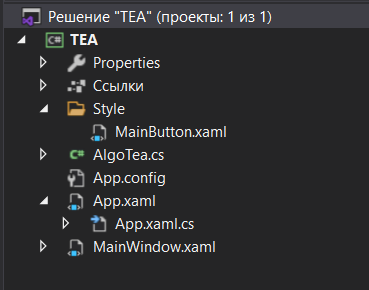 Решение "TEA" (проекты: 1 из 1)
C# TEA
Properties
Ссылки
Style
MainButton.xaml
C# AlgoTea.cs
App.config
App.xaml
App.xaml.cs
MainWindow.xaml